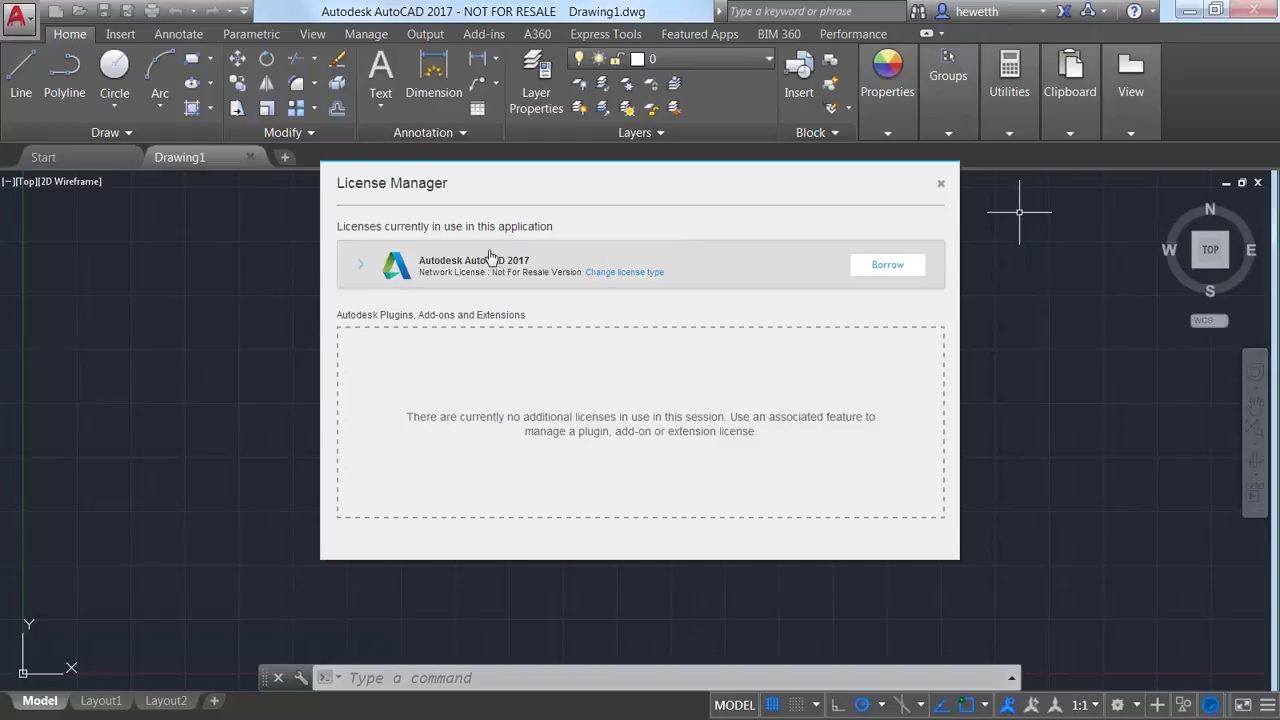 Autodesk AutoCAD 2017 - NOT FOR RESALE Drawing1.dwg
Type a keyword or phrase
hewetth
Home Insert Annotate Parametric View Manage Output Add-ins A360 Express Tools Featured Apps BIM 360 Performance
0
Line Polyline Circle Arc
Text Dimension
Layer
Properties
Insert
Properties
Groups
Utilities
Clipboard
View
Draw Modify Annotation Layers Block
Start Drawing1
[−][Top][2D Wireframe]
License Manager
Licenses currently in use in this application
Autodesk AutoCAD 2017
Network License : Not For Resale Version Change license type
Borrow
Autodesk Plugins, Add-ons and Extensions
There are currently no additional licenses in use in this session. Use an associated feature to
manage a plugin, add-on or extension license.
N
W TOP E
S
WCS
Y
X
Type a command
Model Layout1 Layout2
MODEL
1:1